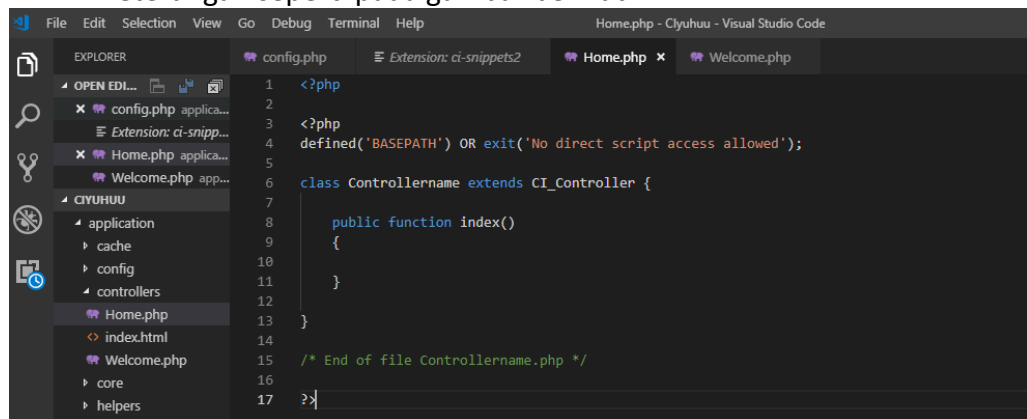 File Edit Selection View Go Debug Terminal Help Home.php - CIyuhuu - Visual Studio Code
EXPLORER
OPEN EDI...
config.php applica...
Extension: ci-snipp...
Home.php applica...
Welcome.php app...
CIYUHUU
application
cache
config
controllers
Home.php
index.html
Welcome.php
core
helpers
config.php Extension: ci-snippets2 Home.php Welcome.php
1 <?php
2
3 <?php
4 defined('BASEPATH') OR exit('No direct script access allowed');
5
6 class Controllername extends CI_Controller {
7
8 public function index()
9 {
10
11 }
12
13 }
14
15 /* End of file Controllername.php */
16
17 ?>